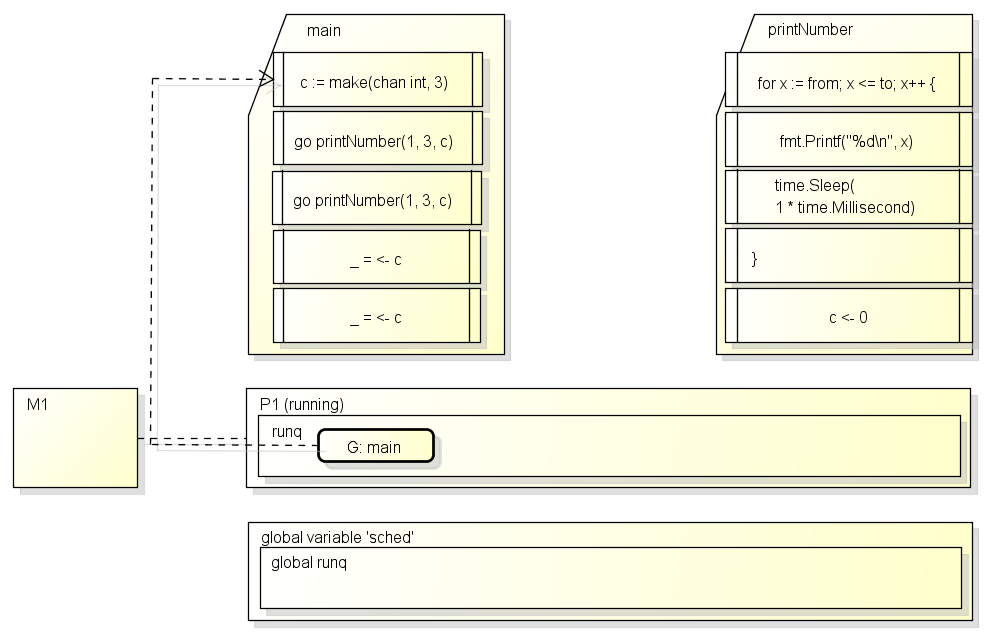 main
c := make(chan int, 3)
go printNumber(1, 3, c)
go printNumber(1, 3, c)
_ = <- c
_ = <- c
printNumber
for x := from; x <= to; x++ {
fmt.Printf("%d\n", x)
time.Sleep(
1 * time.Millisecond)
}
c <- 0
M1
P1 (running)
runq
G: main
global variable 'sched'
global runq